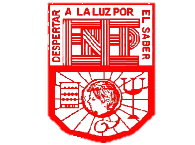 DESPERTAR A LA LUZ POR EL SABER
ENP